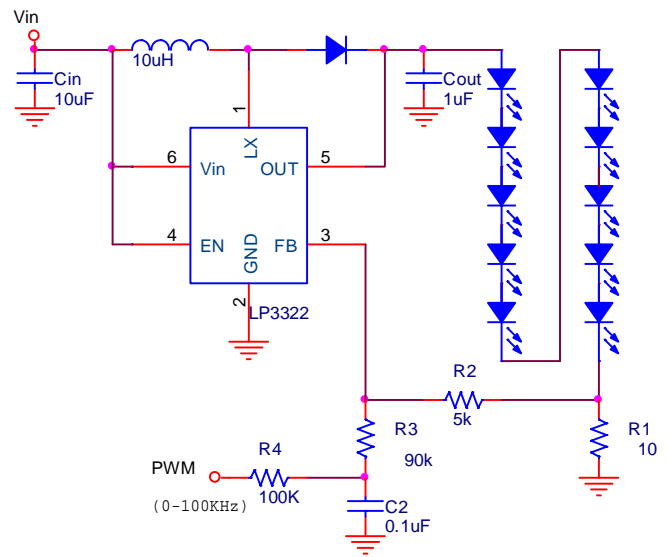 Vin
10uH
Cin
10uF
Cout
1uF
1
LX
6
Vin
OUT
5
4
EN
GND
FB
3
2
LP3322
R2
5k
R1
10
R3
90k
R4
PWM
100K
(0-100KHz)
C2
0.1uF